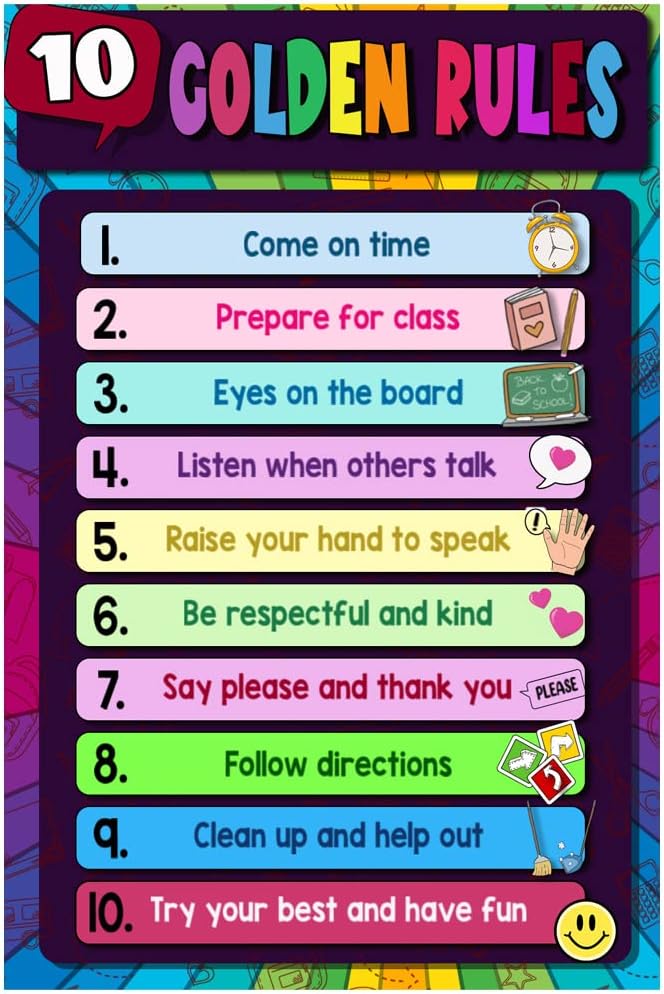 10 GOLDEN RULES
1. Come on time
2. Prepare for class
3. Eyes on the board
BACK
TO
SCHOOL!
4. Listen when others talk
5. Raise your hand to speak
!
6. Be respectful and kind
7. Say please and thank you
PLEASE
8. Follow directions
9. Clean up and help out
10. Try your best and have fun